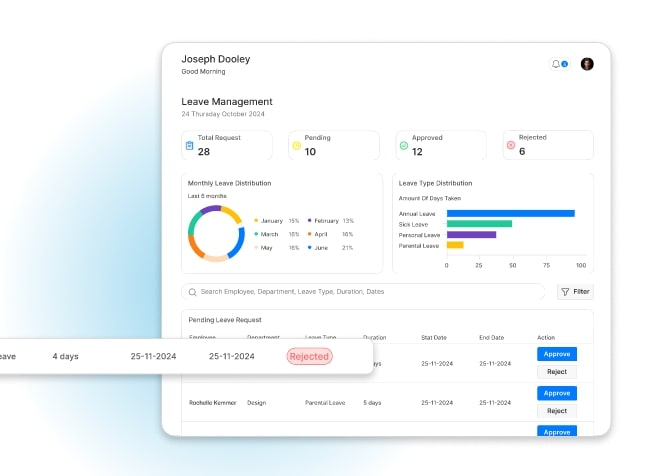 Joseph Dooley
Good Morning
Leave Management
24 Thursday October 2024
Total Request
28
Pending
10
Approved
12
Rejected
6
Monthly Leave Distribution
Last 6 months
January 15% February 13%
March 16% April 16%
May 16% June 21%
Leave Type Distribution
Amount Of Days Taken
Annual Leave
Sick Leave
Personal Leave
Parental Leave
0 25 50 75 100
Search Employee, Department, Leave Type, Duration, Dates
Filter
Pending Leave Request
Employee Department Leave Type Duration Stat Date End Date Action
25-11-2024 25-11-2024 Approve
Reject
4 days 25-11-2024 25-11-2024 Rejected
Rachelle Kemmer Design Parental Leave 5 days 25-11-2024 25-11-2024 Approve
Reject
Approve